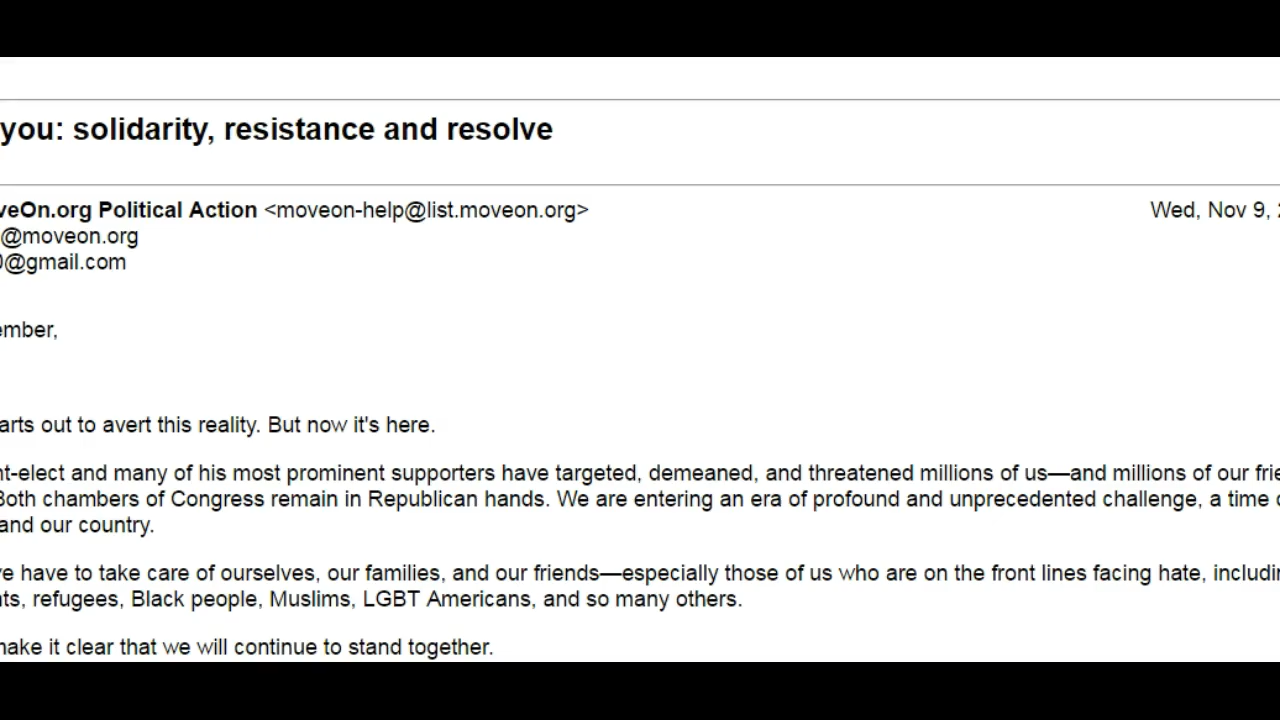 you: solidarity, resistance and resolve
veOn.org Political Action <moveon-help@list.moveon.org>
Wed, Nov 9,
@moveon.org
@gmail.com
ember,
arts out to avert this reality. But now it's here.
nt-elect and many of his most prominent supporters have targeted, demeaned, and threatened millions of us—and millions of our frie
Both chambers of Congress remain in Republican hands. We are entering an era of profound and unprecedented challenge, a time
and our country.
ve have to take care of ourselves, our families, and our friends—especially those of us who are on the front lines facing hate, includin
nts, refugees, Black people, Muslims, LGBT Americans, and so many others.
make it clear that we will continue to stand together.